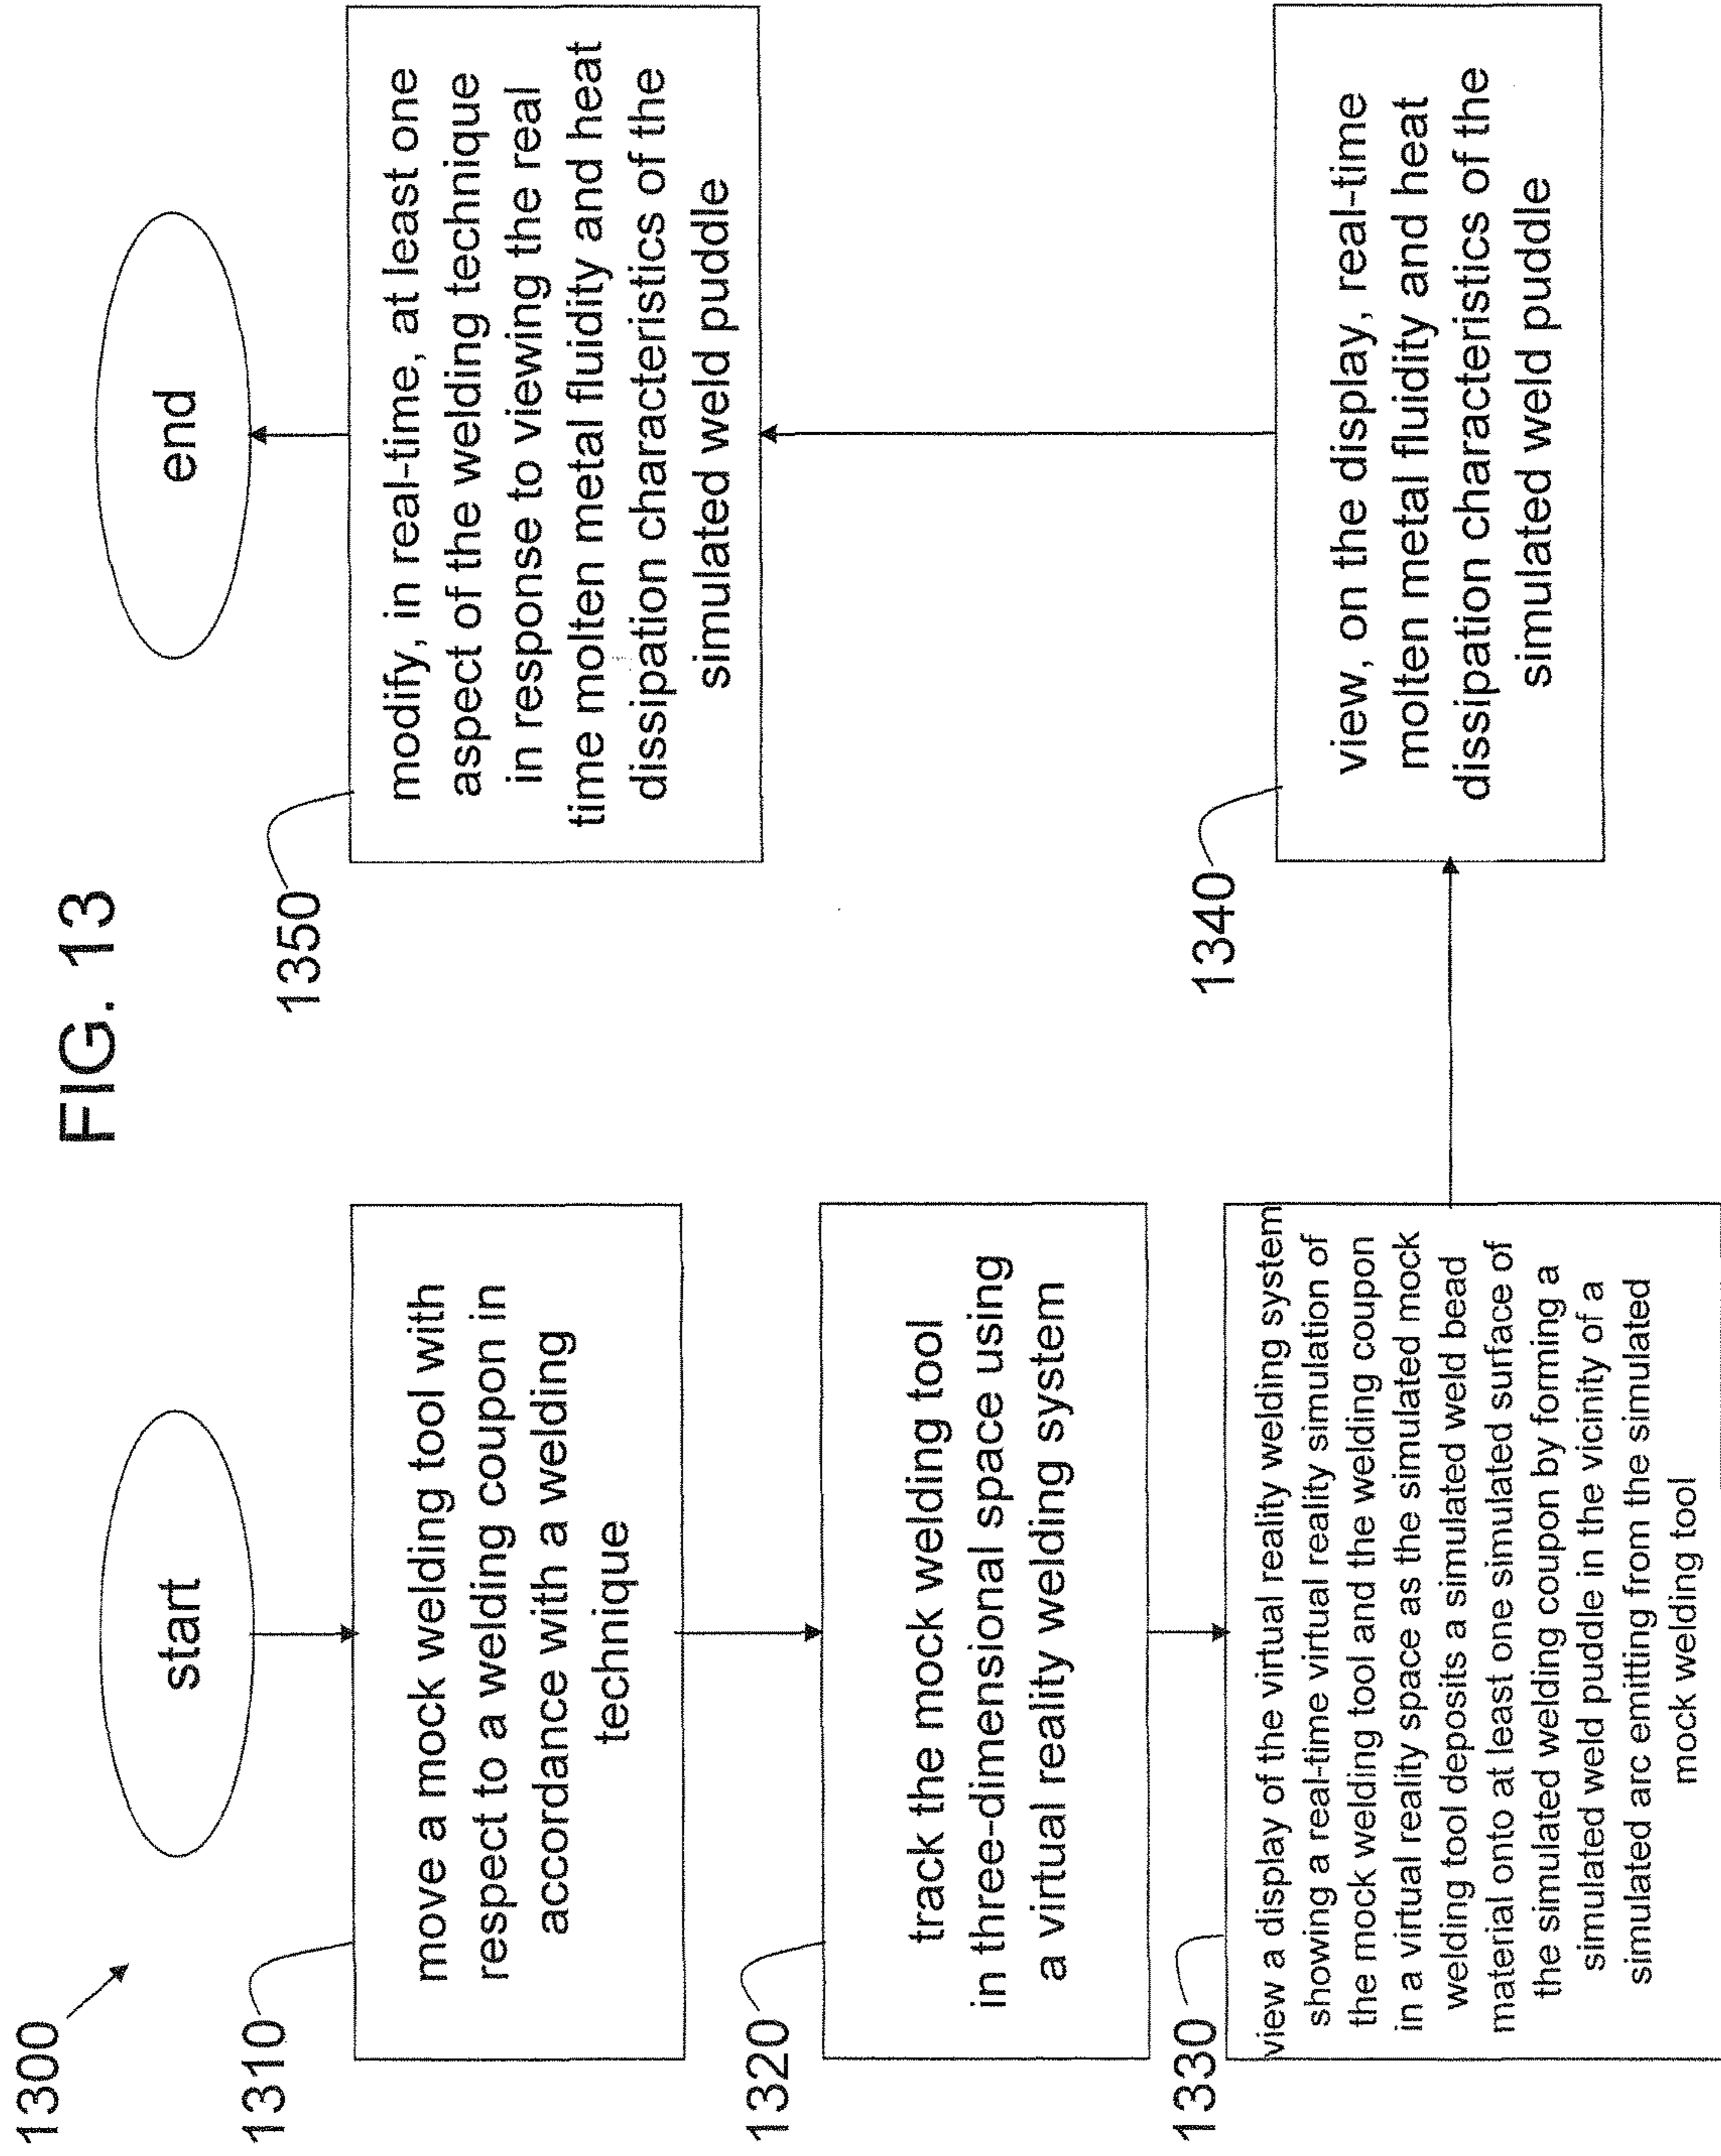 FIG. 13
1300
start
1310
move a mock welding tool with
respect to a welding coupon in
accordance with a welding
technique
1320
track the mock welding tool
in three-dimensional space using
a virtual reality welding system
1330
view a display of the virtual reality welding system
showing a real-time virtual reality simulation of
the mock welding tool and the welding coupon
in a virtual reality space as the simulated mock
welding tool deposits a simulated weld bead
material onto at least one simulated surface of
the simulated welding coupon by forming a
simulated weld puddle in the vicinity of a
simulated arc emitting from the simulated
mock welding tool
1340
view, on the display, real-time
molten metal fluidity and heat
dissipation characteristics of the
simulated weld puddle
1350
modify, in real-time, at least one
aspect of the welding technique
in response to viewing the real
time molten metal fluidity and heat
dissipation characteristics of the
simulated weld puddle
end